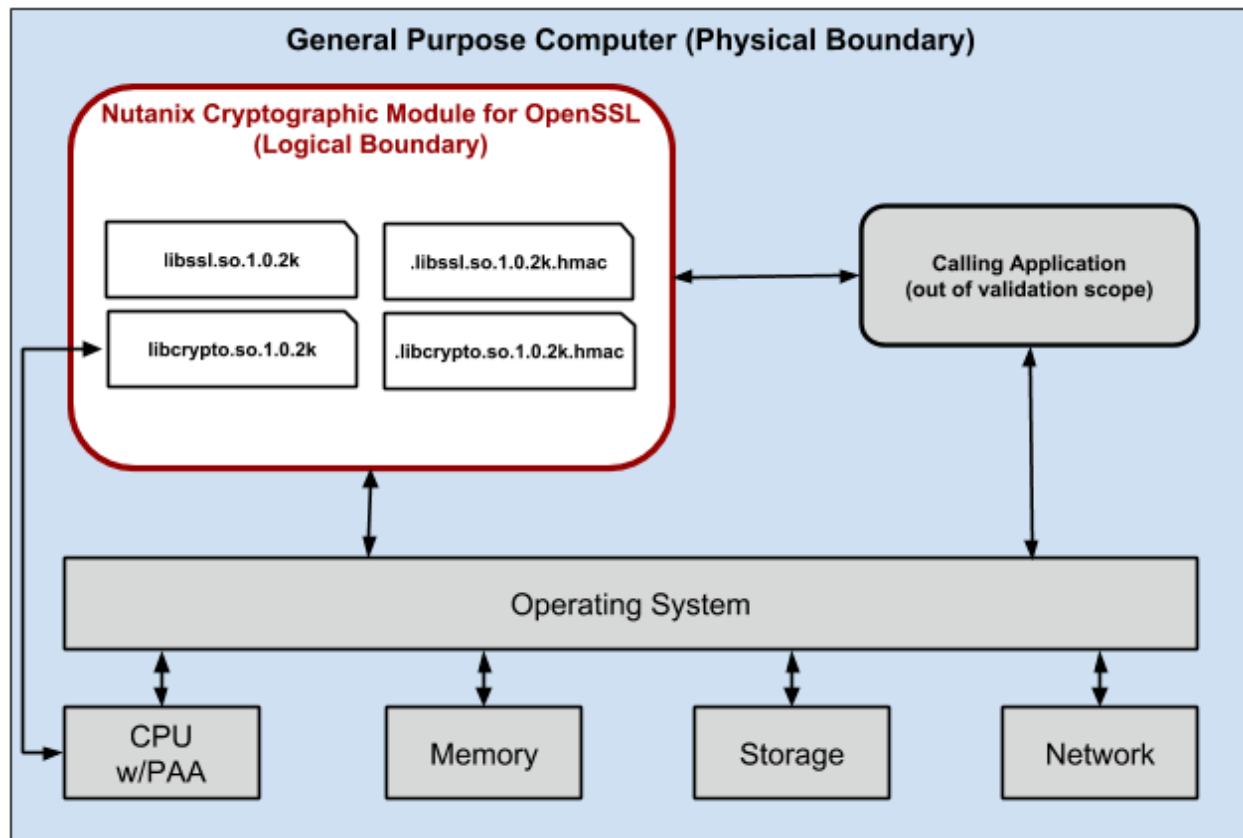 General Purpose Computer (Physical Boundary)
Nutanix Cryptographic Module for OpenSSL
(Logical Boundary)
libssl.so.1.0.2k
.libssl.so.1.0.2k.hmac
libcrypto.so.1.0.2k
.libcrypto.so.1.0.2k.hmac
Calling Application
(out of validation scope)
Operating System
CPU
w/PAA
Memory
Storage
Network